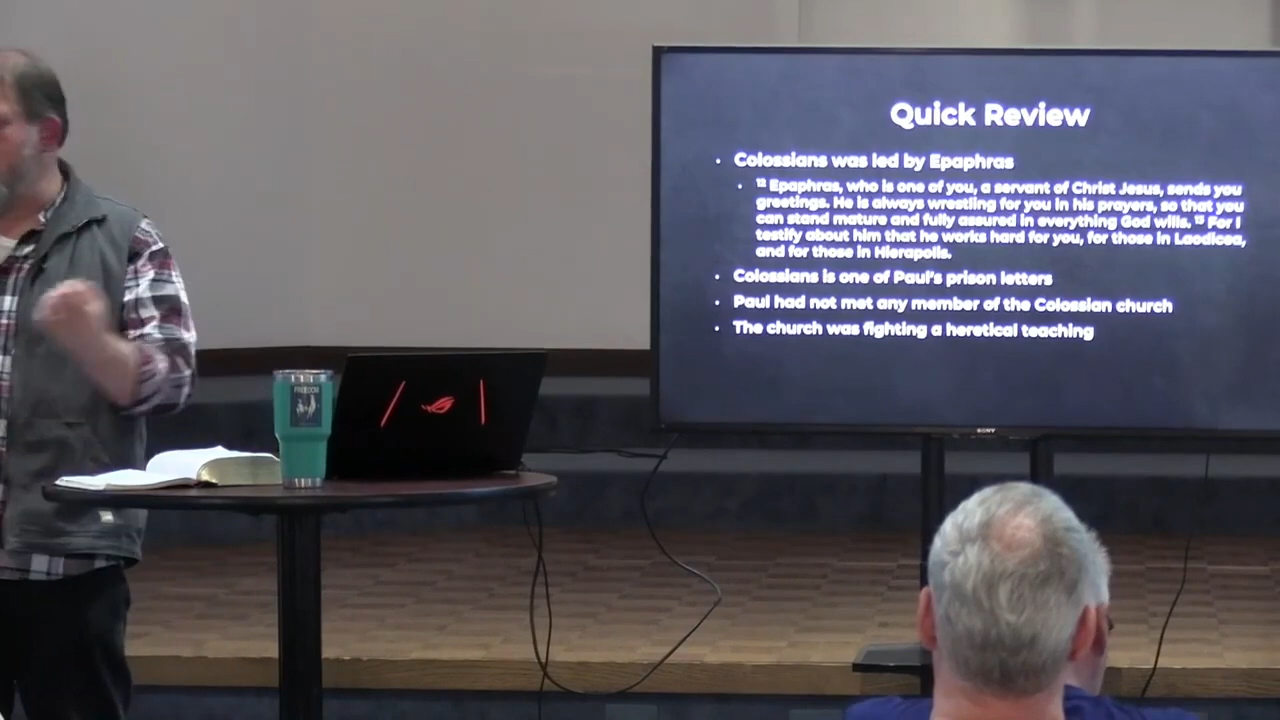 Quick Review
• Colossians was led by Epaphras
• 12 Epaphras, who is one of you, a servant of Christ Jesus, sends you
greetings. He is always wrestling for you in his prayers, so that you
can stand mature and fully assured in everything God wills. 13 For I
testify about him that he works hard for you, for those in Laodicea,
and for those in Hierapolis.
• Colossians is one of Paul's prison letters
• Paul had not met any member of the Colossian church
• The church was fighting a heretical teaching
SONY
FREEDOM